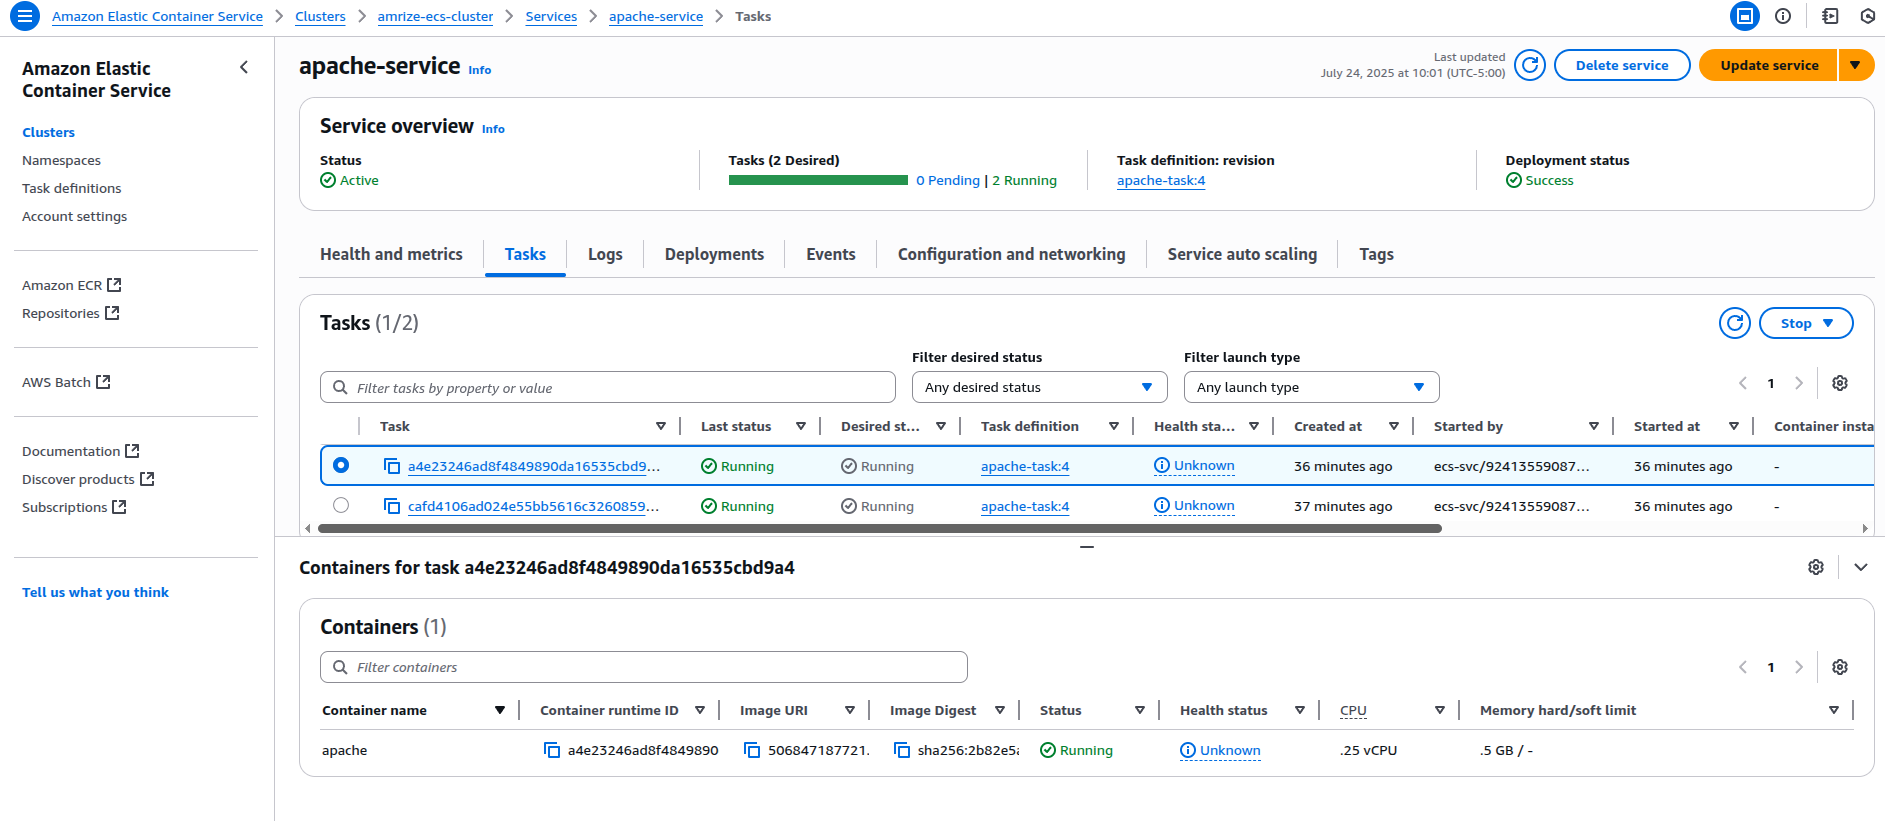 Amazon Elastic Container Service > Clusters > amrize-ecs-cluster > Services > apache-service > Tasks
Amazon Elastic
Container Service
Clusters
Namespaces
Task definitions
Account settings
Amazon ECR
Repositories
AWS Batch
Documentation
Discover products
Subscriptions
Tell us what you think
apache-service Info
Last updated
July 24, 2025 at 10:01 (UTC-5:00)
Delete service
Update service
Service overview Info
Status
Active
Tasks (2 Desired)
0 Pending | 2 Running
Task definition: revision
apache-task:4
Deployment status
Success
Health and metrics Tasks Logs Deployments Events Configuration and networking Service auto scaling Tags
Tasks (1/2)
Stop
Filter desired status Filter launch type
Filter tasks by property or value Any desired status Any launch type 1
Task Last status Desired st... Task definition Health sta... Created at Started by Started at Container insta
a4e23246ad8f4849890da16535cbd9... Running Running apache-task:4 Unknown 36 minutes ago ecs-svc/92413559087... 36 minutes ago -
cafd4106ad024e55bb5616c3260859... Running Running apache-task:4 Unknown 37 minutes ago ecs-svc/92413559087... 36 minutes ago -
Containers for task a4e23246ad8f4849890da16535cbd9a4
Containers (1)
Filter containers 1
Container name Container runtime ID Image URI Image Digest Status Health status CPU Memory hard/soft limit
apache a4e23246ad8f4849890 506847187721. sha256:2b82e5a Running Unknown .25 vCPU .5 GB / -